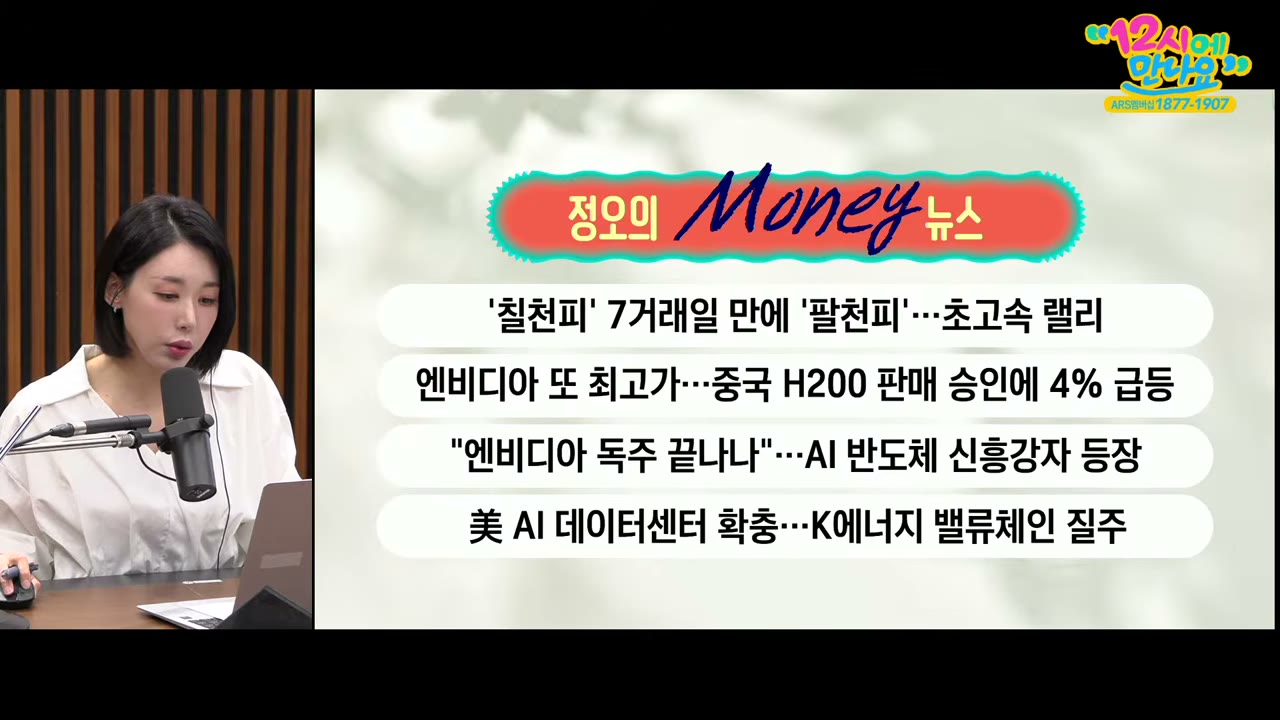 “12시에
만나요”
ARS멤버십 1877-1907
정오의 Money 뉴스
'칠천피' 7거래일 만에 '팔천피'…초고속 랠리
엔비디아 또 최고가…중국 H200 판매 승인에 4% 급등
"엔비디아 독주 끝나나"…AI 반도체 신흥강자 등장
美 AI 데이터센터 확충…K에너지 밸류체인 질주